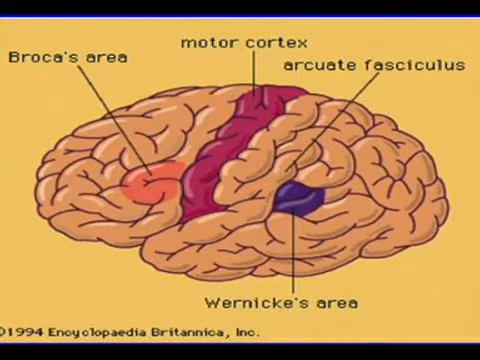 motor cortex
Broca's area
arcuate fasciculus
Wernicke's area
©1994 Encyclopaedia Britannica, Inc.